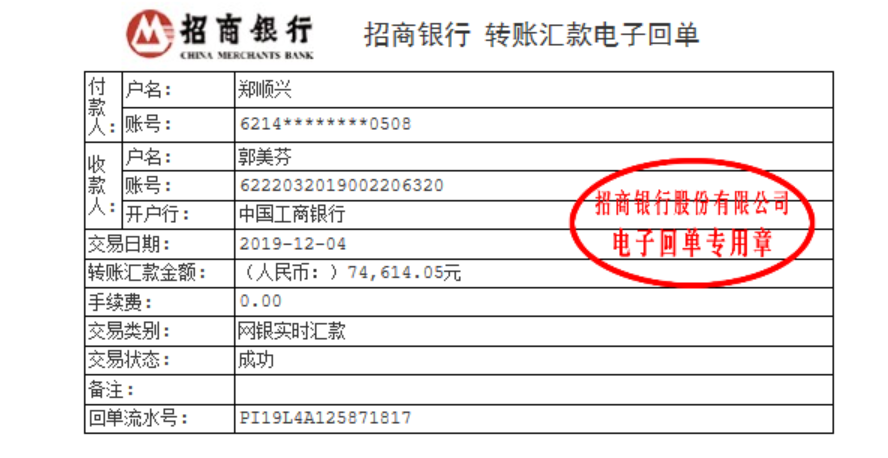 招商银行
CHINA MERCHANTS BANK
招商银行 转账汇款电子回单
付款人：
户名： 郑顺兴
账号： 6214********0508
收款人：
户名： 郭美芬
账号： 6222032019002206320
开户行： 中国工商银行
招商银行股份有限公司
电子回单专用章
交易日期： 2019-12-04
转账汇款金额： （人民币：）74,614.05元
手续费： 0.00
交易类别： 网银实时汇款
交易状态： 成功
备注：
回单流水号： PI19L4A125871817